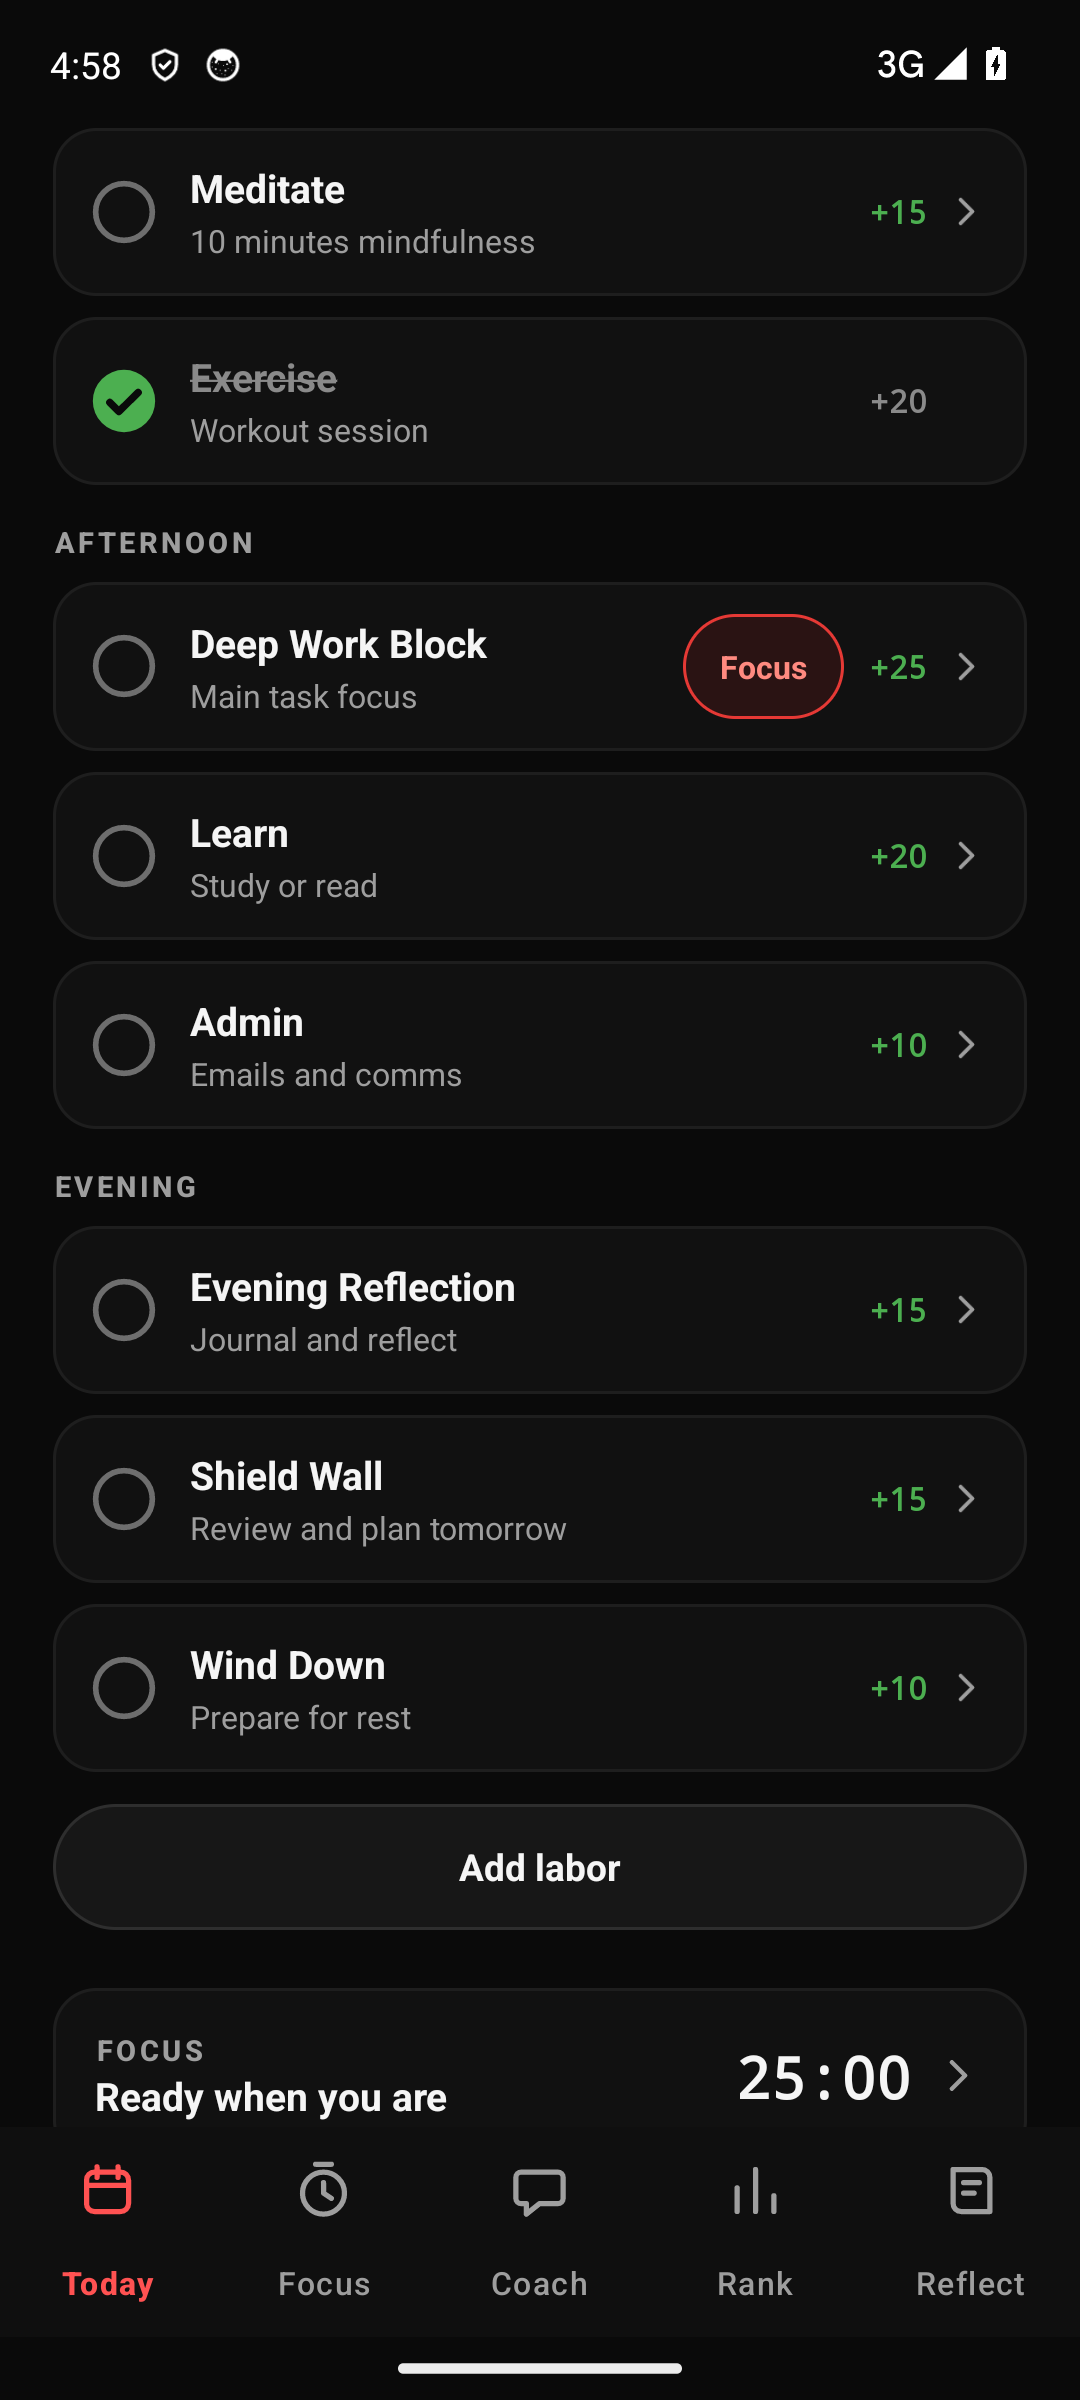 4:58
3G
Meditate
10 minutes mindfulness
+15
Exercise
Workout session
+20
AFTERNOON
Deep Work Block
Main task focus
Focus
+25
Learn
Study or read
+20
Admin
Emails and comms
+10
EVENING
Evening Reflection
Journal and reflect
+15
Shield Wall
Review and plan tomorrow
+15
Wind Down
Prepare for rest
+10
Add labor
FOCUS
Ready when you are
25:00
Today
Focus
Coach
Rank
Reflect